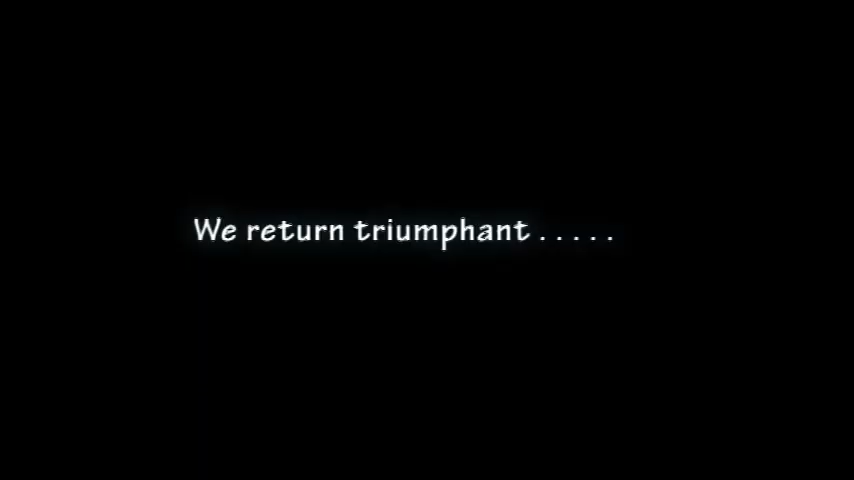 We return triumphant . . . . .